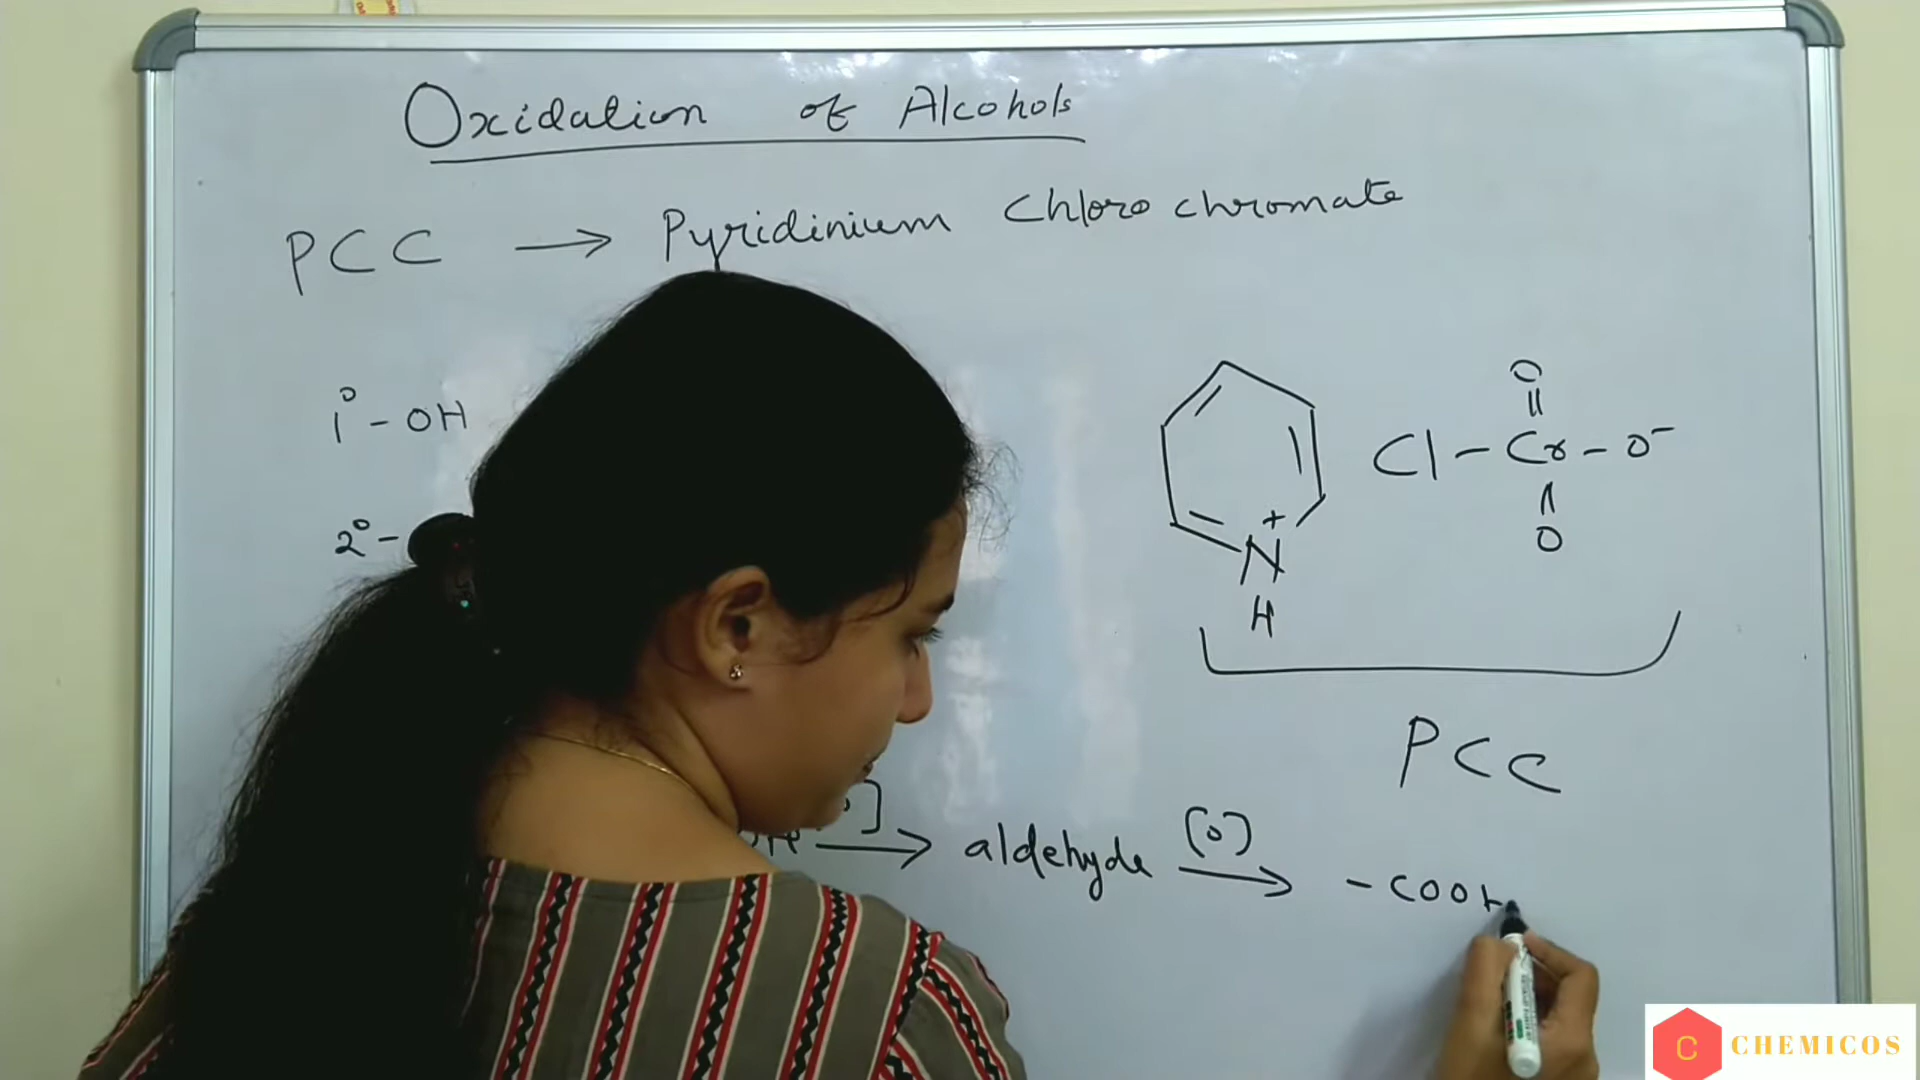 Oxidation of Alcohols
PCC → Pyridinium Chloro chromate
1° - OH
2° -
O
Cl - Cr - O⁻
O
+
N
H
PCC
aldehyde [O] → - COOH
C CHEMICOS